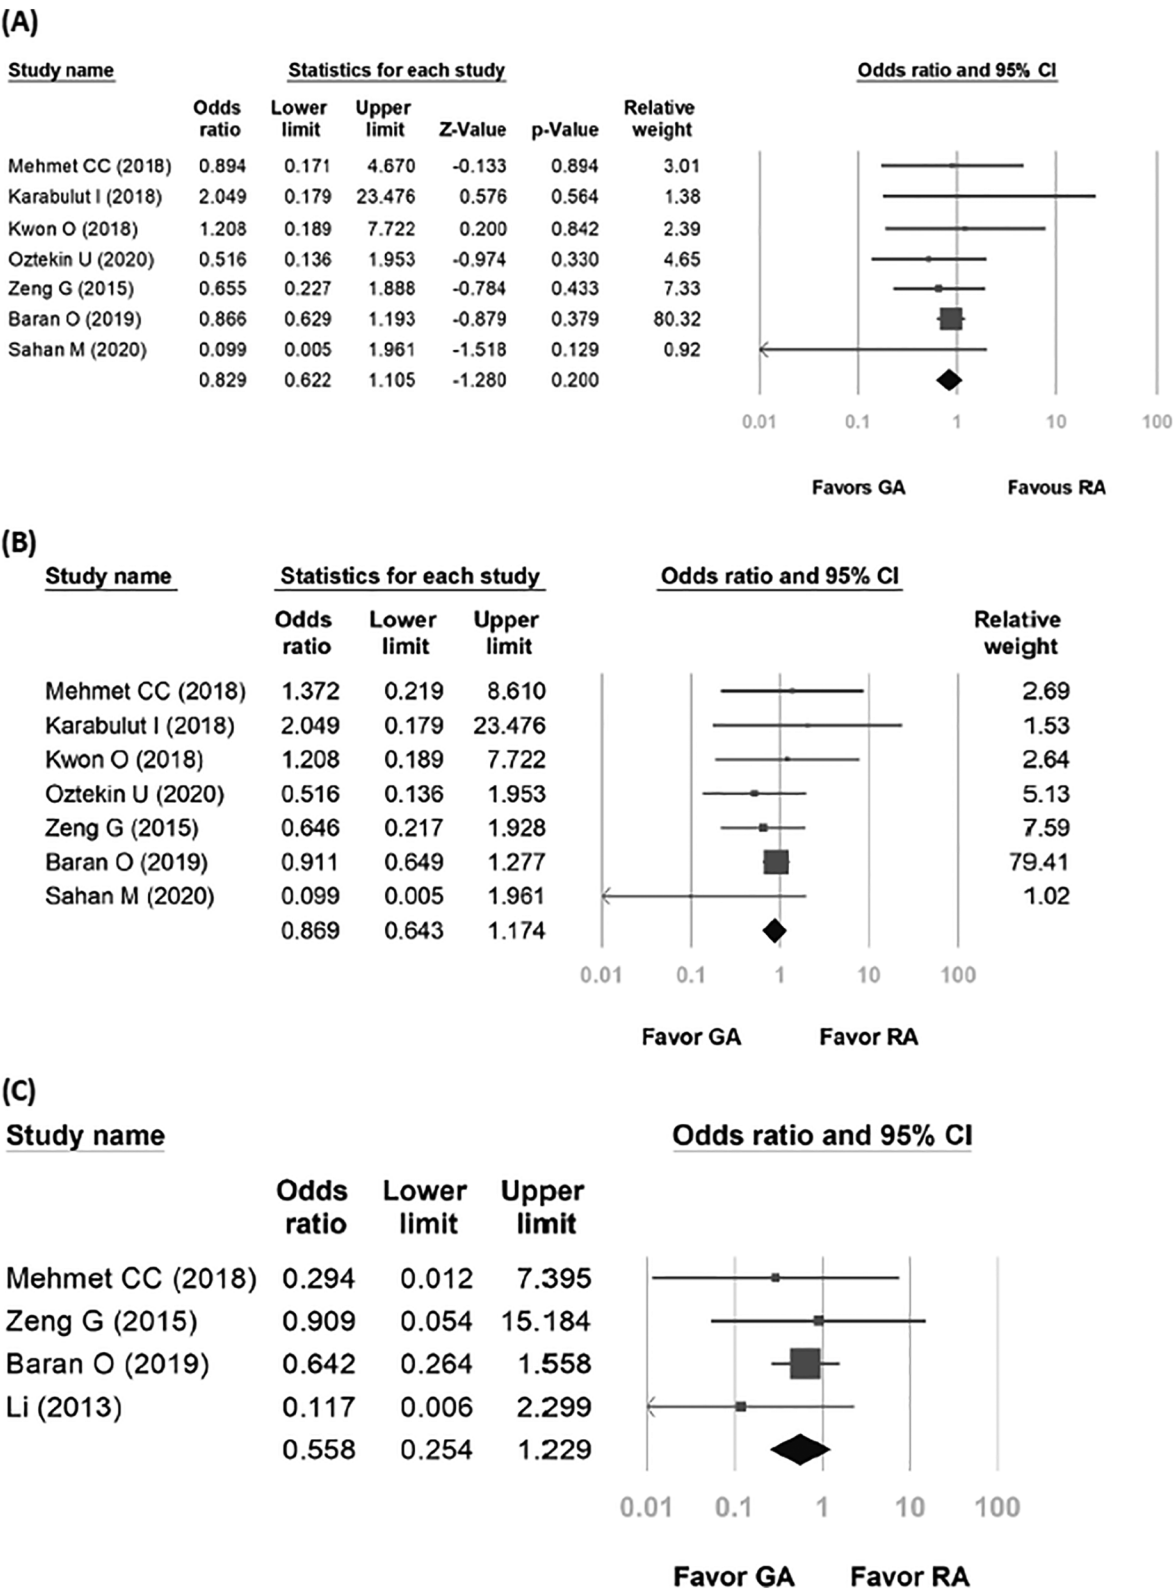 (A)
Study name Statistics for each study Odds ratio and 95% CI
Odds Lower Upper Relative
ratio limit limit Z-Value p-Value weight
Mehmet CC (2018) 0.894 0.171 4.670 -0.133 0.894 3.01
Karabulut I (2018) 2.049 0.179 23.476 0.576 0.564 1.38
Kwon O (2018) 1.208 0.189 7.722 0.200 0.842 2.39
Oztekin U (2020) 0.516 0.136 1.953 -0.974 0.330 4.65
Zeng G (2015) 0.655 0.227 1.888 -0.784 0.433 7.33
Baran O (2019) 0.866 0.629 1.193 -0.879 0.379 80.32
Sahan M (2020) 0.099 0.005 1.961 -1.518 0.129 0.92
0.829 0.622 1.105 -1.280 0.200
0.01 0.1 1 10 100
Favors GA Favous RA
(B)
Study name Statistics for each study Odds ratio and 95% CI
Odds Lower Upper Relative
ratio limit limit weight
Mehmet CC (2018) 1.372 0.219 8.610 2.69
Karabulut I (2018) 2.049 0.179 23.476 1.53
Kwon O (2018) 1.208 0.189 7.722 2.64
Oztekin U (2020) 0.516 0.136 1.953 5.13
Zeng G (2015) 0.646 0.217 1.928 7.59
Baran O (2019) 0.911 0.649 1.277 79.41
Sahan M (2020) 0.099 0.005 1.961 1.02
0.869 0.643 1.174
0.01 0.1 1 10 100
Favor GA Favor RA
(C)
Study name Odds ratio and 95% CI
Odds Lower Upper
ratio limit limit
Mehmet CC (2018) 0.294 0.012 7.395
Zeng G (2015) 0.909 0.054 15.184
Baran O (2019) 0.642 0.264 1.558
Li (2013) 0.117 0.006 2.299
0.558 0.254 1.229
0.01 0.1 1 10 100
Favor GA Favor RA